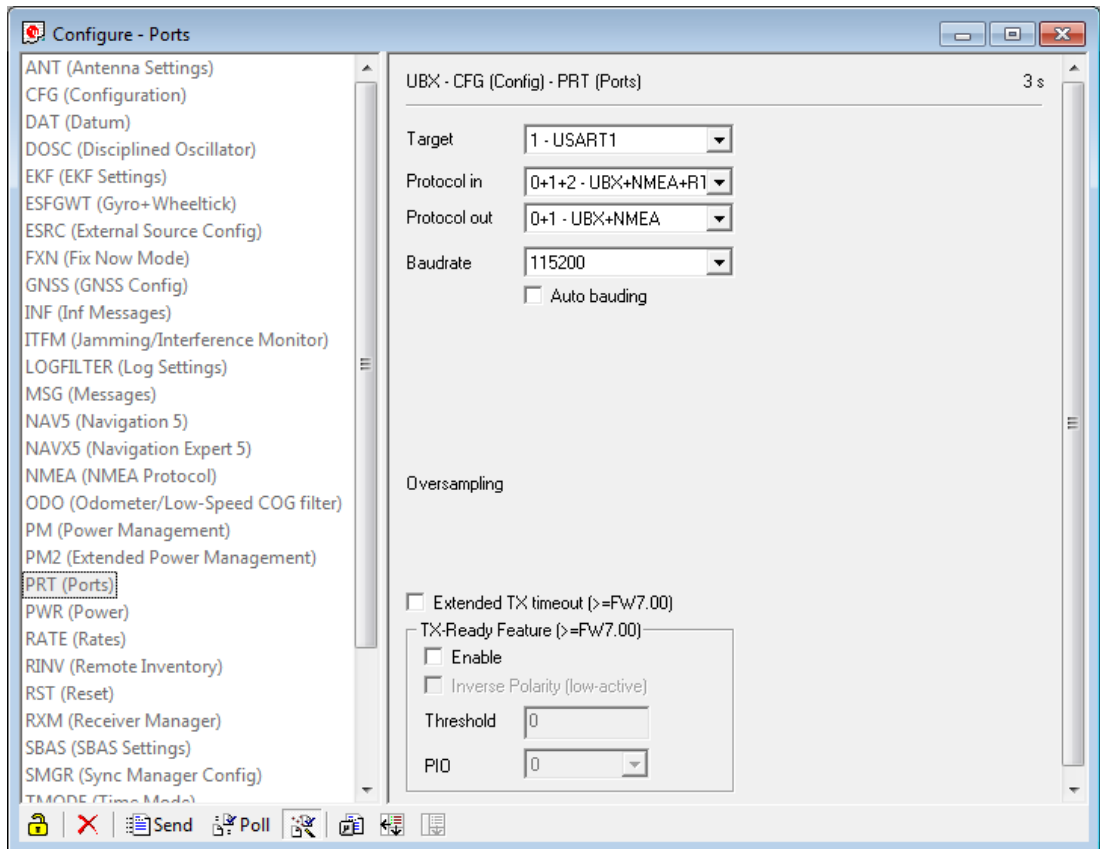 Configure - Ports
ANT (Antenna Settings)
CFG (Configuration)
DAT (Datum)
DOSC (Disciplined Oscillator)
EKF (EKF Settings)
ESFGWT (Gyro+Wheeltick)
ESRC (External Source Config)
FXN (Fix Now Mode)
GNSS (GNSS Config)
INF (Inf Messages)
ITFM (Jamming/Interference Monitor)
LOGFILTER (Log Settings)
MSG (Messages)
NAV5 (Navigation 5)
NAVX5 (Navigation Expert 5)
NMEA (NMEA Protocol)
ODO (Odometer/Low-Speed COG filter)
PM (Power Management)
PM2 (Extended Power Management)
PRT (Ports)
PWR (Power)
RATE (Rates)
RINV (Remote Inventory)
RST (Reset)
RXM (Receiver Manager)
SBAS (SBAS Settings)
SMGR (Sync Manager Config)
TMODE (Time Mode)
UBX - CFG (Config) - PRT (Ports) 3 s
Target 1 - USART1
Protocol in 0+1+2 - UBX+NMEA+RT
Protocol out 0+1 - UBX+NMEA
Baudrate 115200
Auto bauding
Oversampling
Extended TX timeout (>=FW7.00)
TX-Ready Feature (>=FW7.00)
Enable
Inverse Polarity (low-active)
Threshold 0
PIO 0
Send Poll